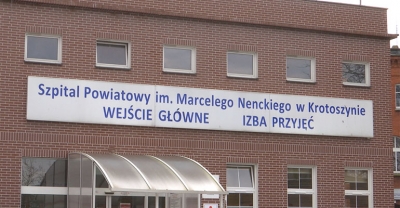 Szpital Powiatowy im. Marcelego Nenckiego w Krotoszynie
WEJŚCIE GŁÓWNE IZBA PRZYJĘĆ